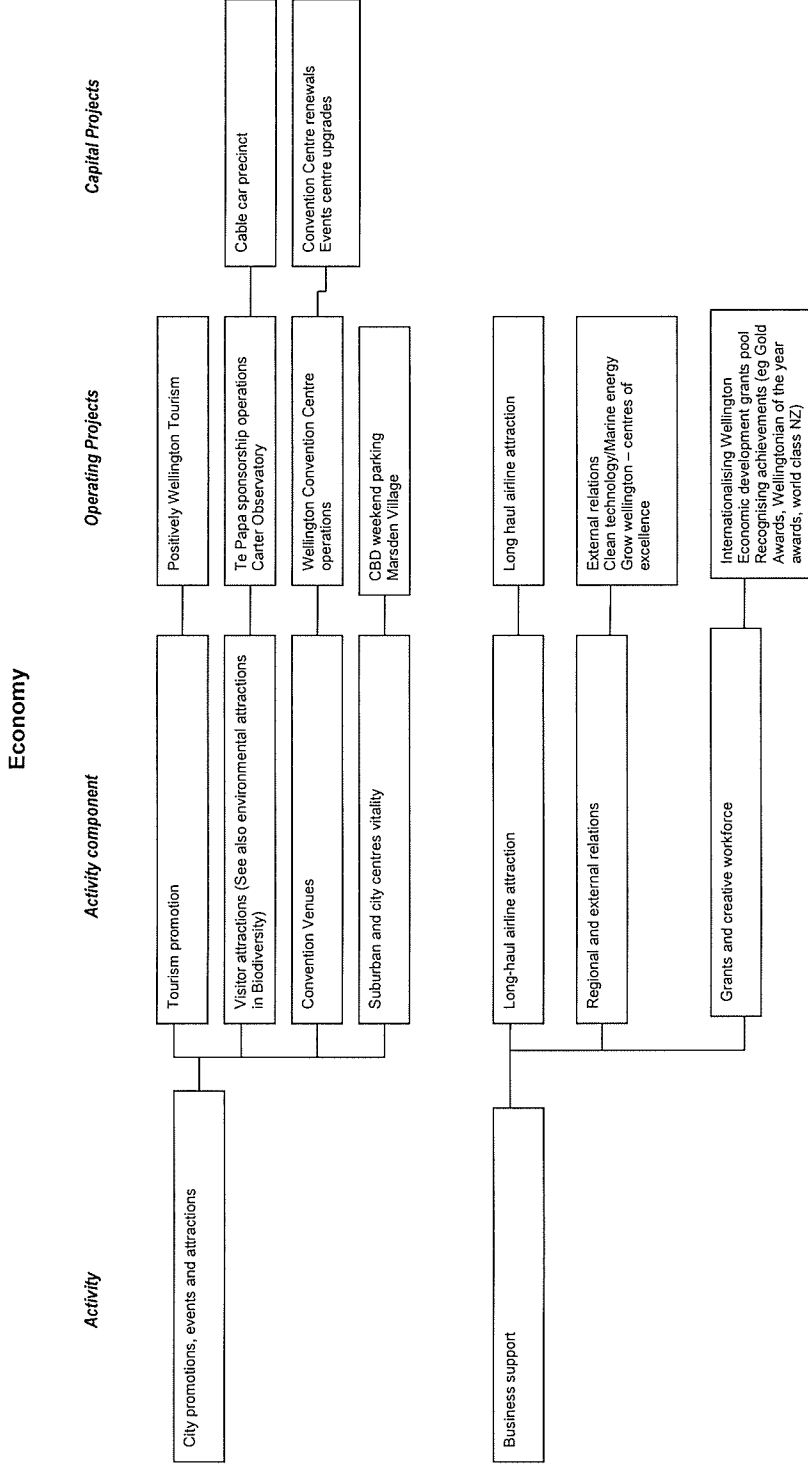 Economy
Activity
Activity component
Operating Projects
Capital Projects
City promotions, events and attractions
Tourism promotion
Positively Wellington Tourism
Visitor attractions (See also environmental attractions
in Biodiversity)
Te Papa sponsorship operations
Carter Observatory
Cable car precinct
Convention Venues
Wellington Convention Centre
operations
Convention Centre renewals
Events centre upgrades
Suburban and city centres vitality
CBD weekend parking
Marsden Village
Business support
Long-haul airline attraction
Long haul airline attraction
Regional and external relations
External relations
Clean technology/Marine energy
Grow wellington – centres of
excellence
Grants and creative workforce
Internationalising Wellington
Economic development grants pool
Recognising achievements (eg Gold
Awards, Wellingtonian of the year
awards, world class NZ)